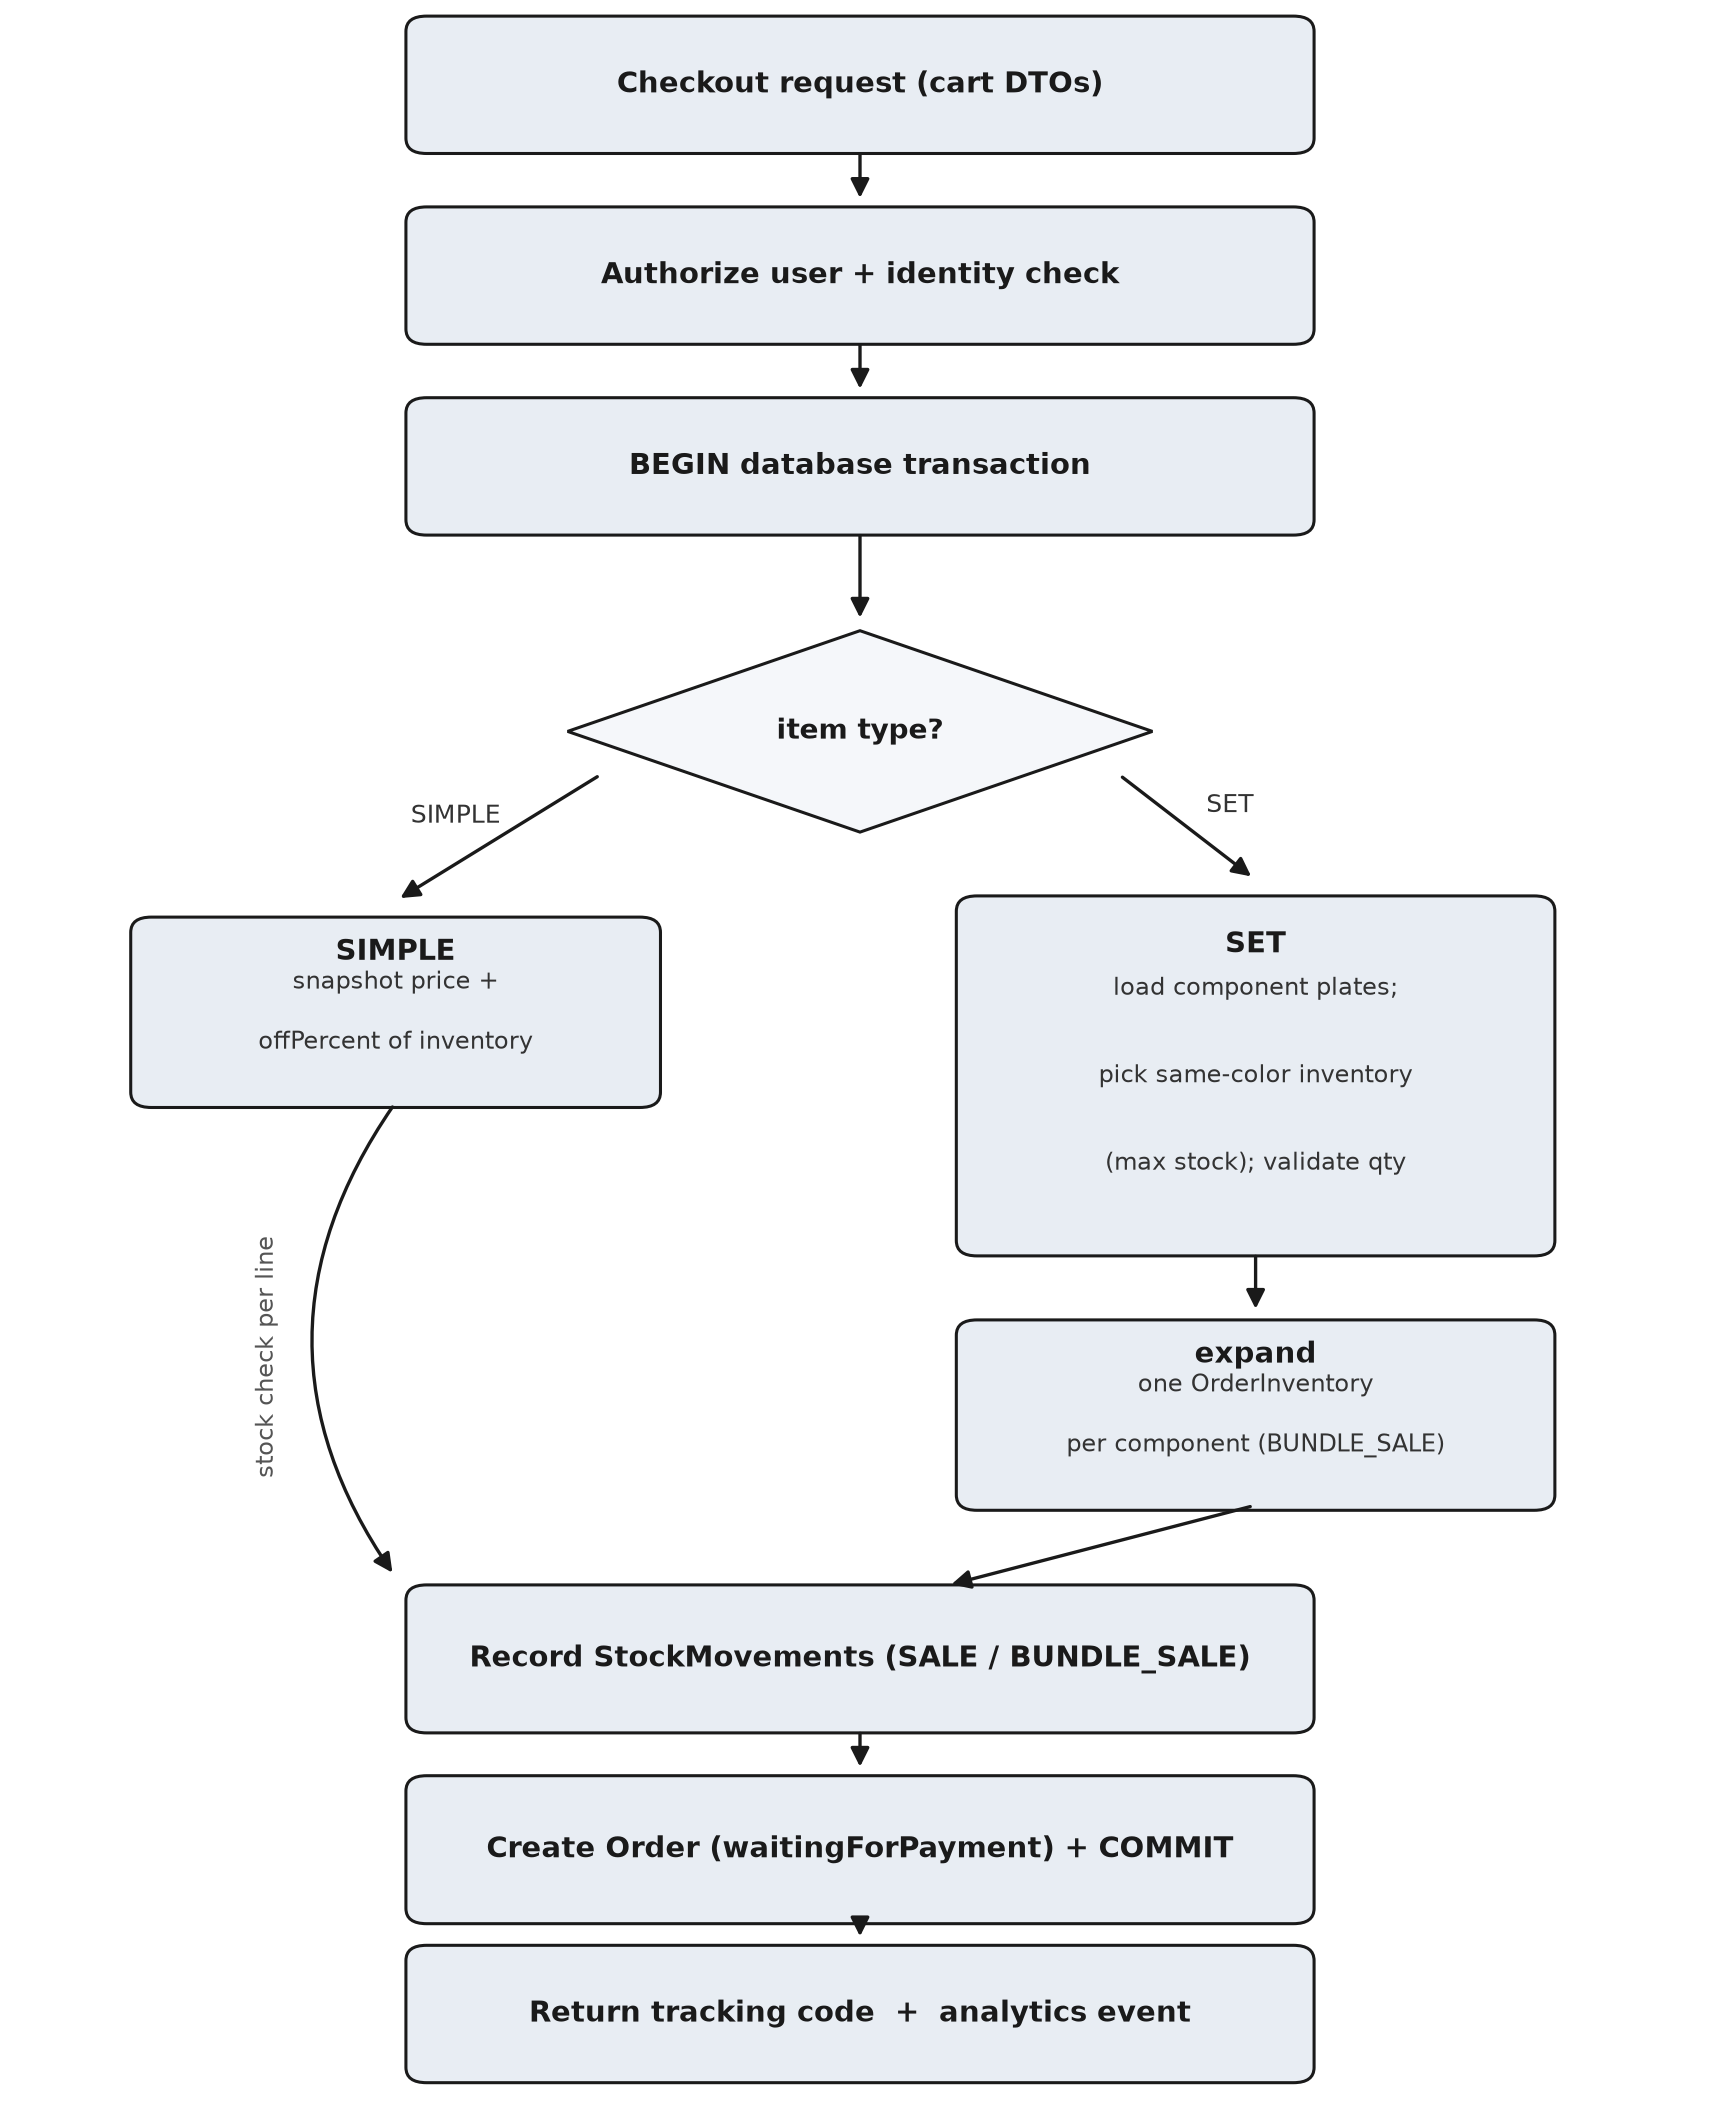 Checkout request (cart DTOs)
Authorize user + identity check
BEGIN database transaction
item type?
SIMPLE
SET
SIMPLE
snapshot price +
offPercent of inventory
SET
load component plates;
pick same-color inventory
(max stock); validate qty
stock check per line
expand
one OrderInventory
per component (BUNDLE_SALE)
Record StockMovements (SALE / BUNDLE_SALE)
Create Order (waitingForPayment) + COMMIT
Return tracking code + analytics event